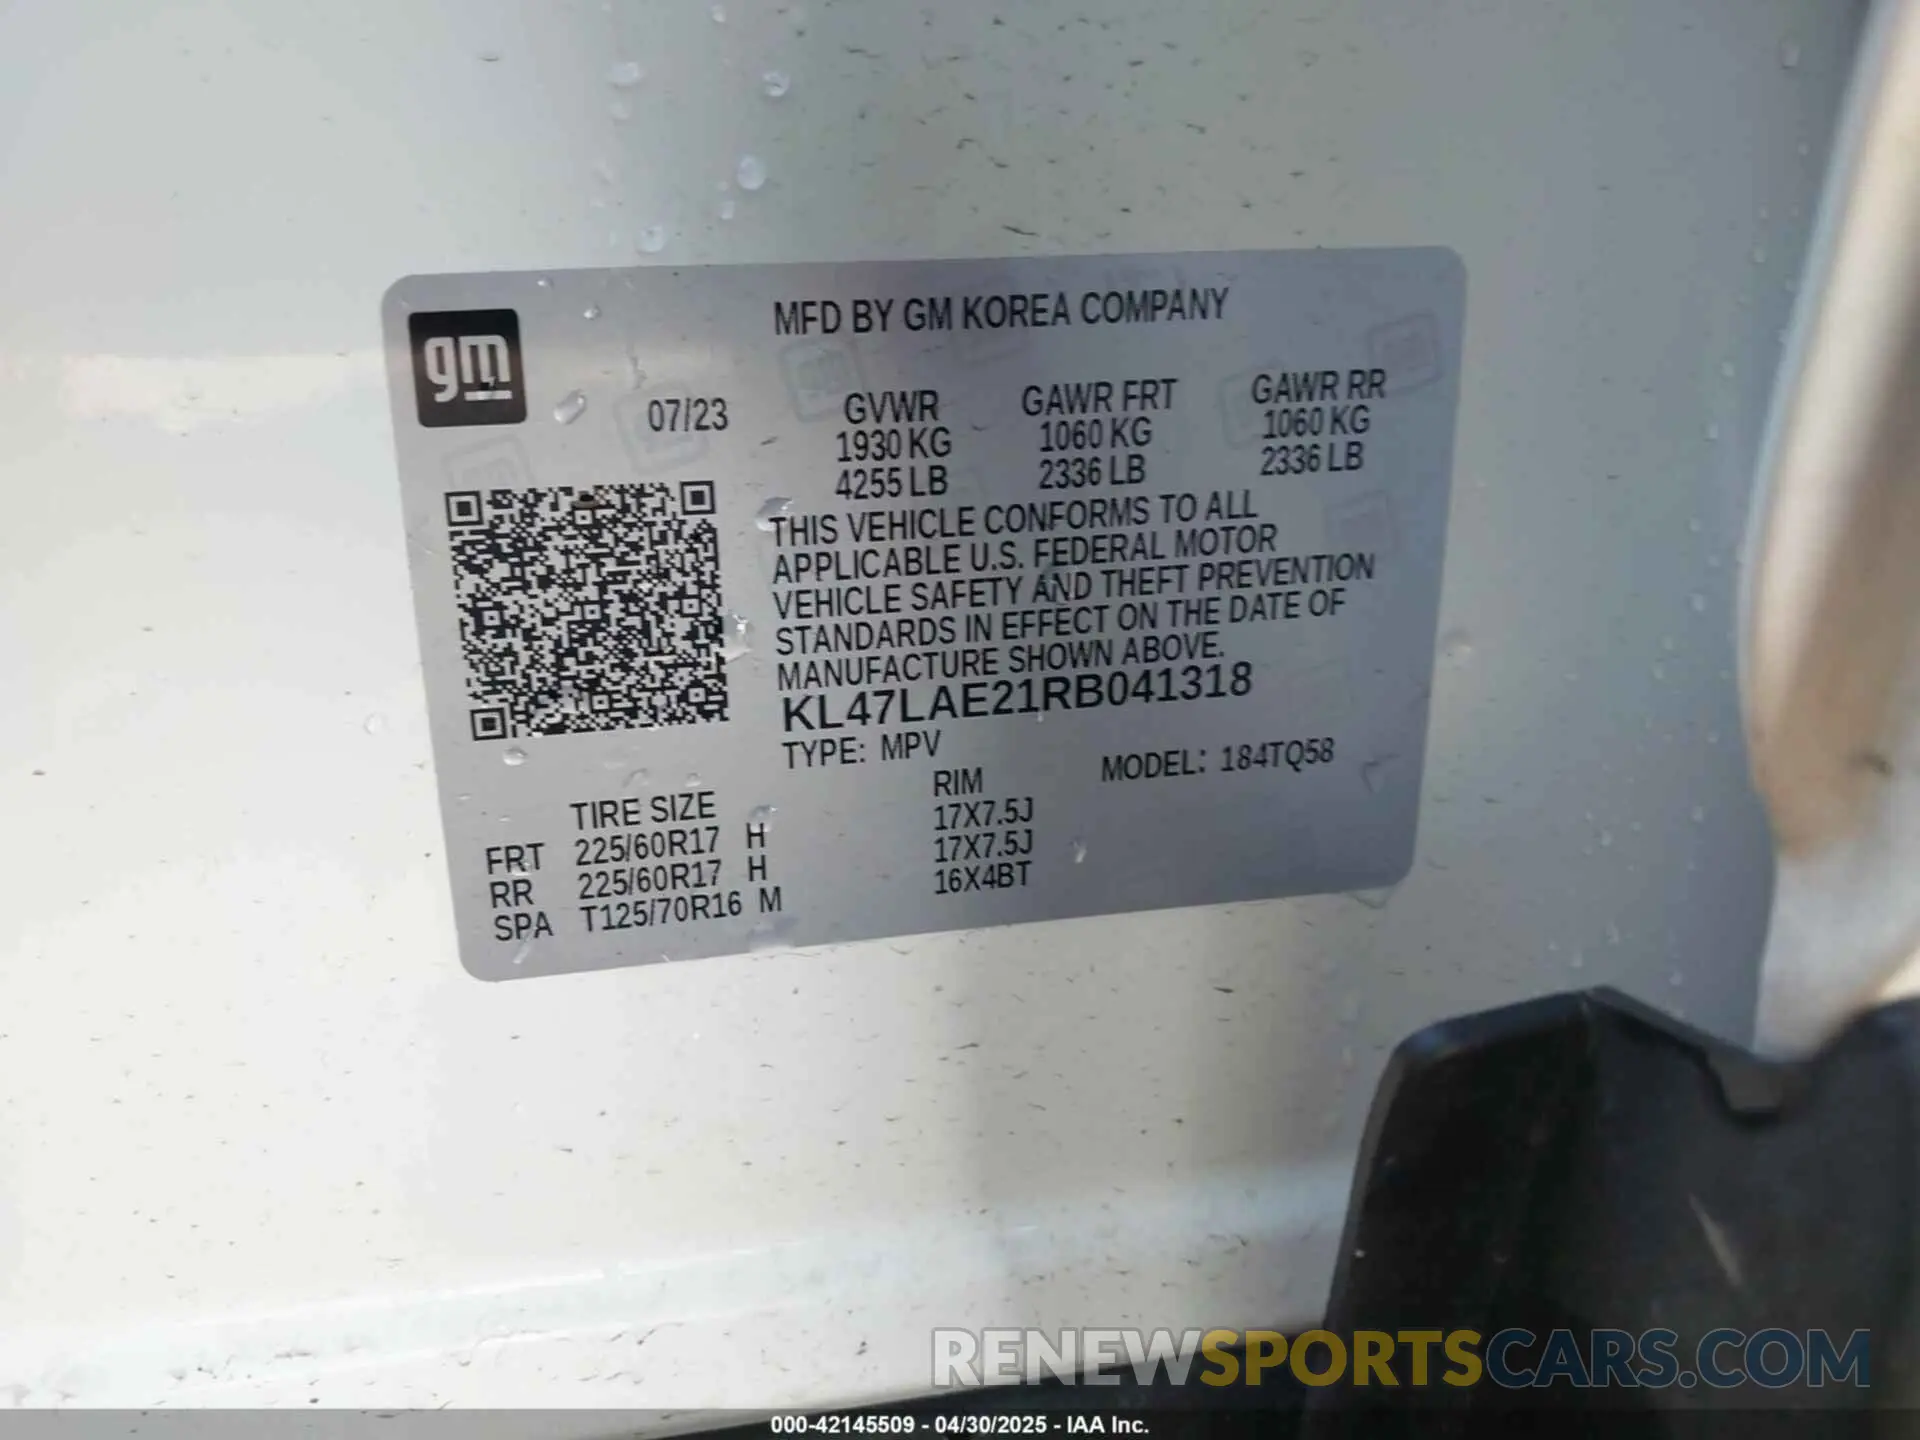 gm
MFD BY GM KOREA COMPANY
07/23
GVWR GAWR FRT GAWR RR
1930 KG 1060 KG 1060 KG
4255 LB 2336 LB 2336 LB
THIS VEHICLE CONFORMS TO ALL
APPLICABLE U.S. FEDERAL MOTOR
VEHICLE SAFETY AND THEFT PREVENTION
STANDARDS IN EFFECT ON THE DATE OF
MANUFACTURE SHOWN ABOVE.
KL47LAE21RB041318
TYPE: MPV MODEL: 184TQ58
TIRE SIZE RIM
FRT 225/60R17 H 17X7.5J
RR 225/60R17 H 17X7.5J
SPA T125/70R16 M 16X4BT
RENEWSPORTSCARS.COM
000-42145509 - 04/30/2025 - IAA Inc.